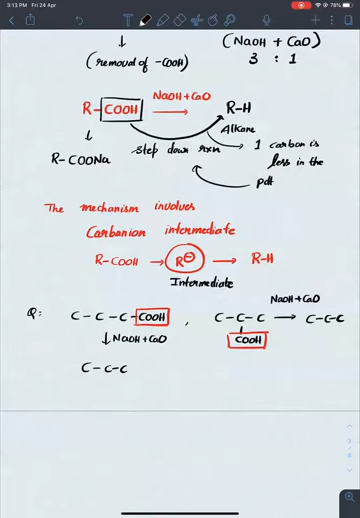 3:13 PM Fri 24 Apr
78%
(removal of -COOH)
(NaOH + CaO)
3 : 1
R-COOH NaOH+CaO R-H
Alkane
R-COONa
step down rxn
1 carbon is
less in the
pdt
The mechanism involves
Carbanion intermediate
R-COOH → R⊖ → R-H
Intermediate
Q: C-C-C-COOH , C-C-C NaOH+CaO → C-C-C
COOH
↓ NaOH+CaO
C-C-C